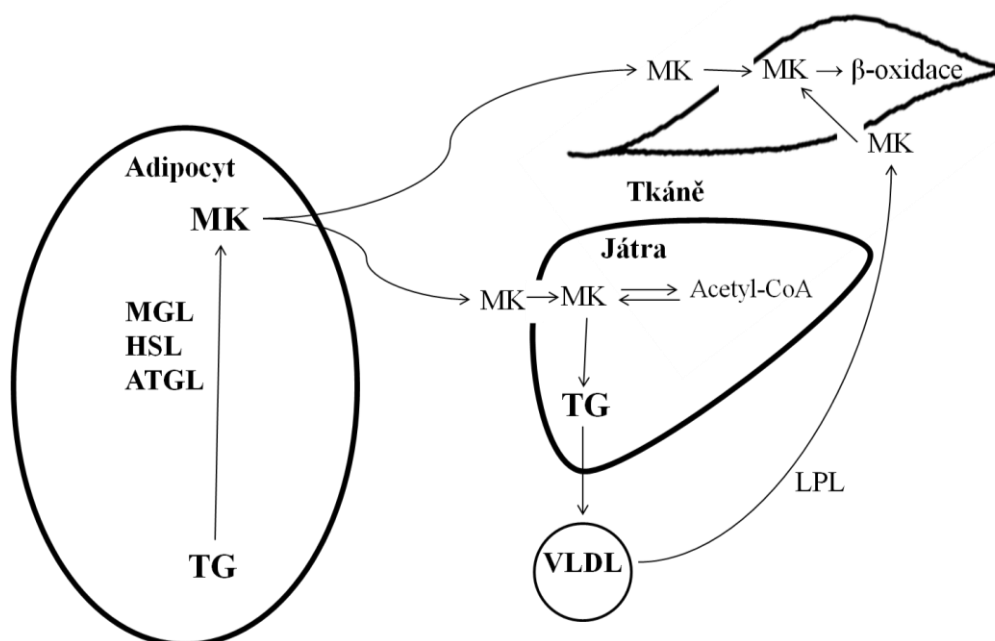 MK MK β-oxidace
MK
Adipocyt
MK
Tkáně
Játra
MK MK Acetyl-CoA
MGL
HSL
ATGL
TG
LPL
TG
VLDL